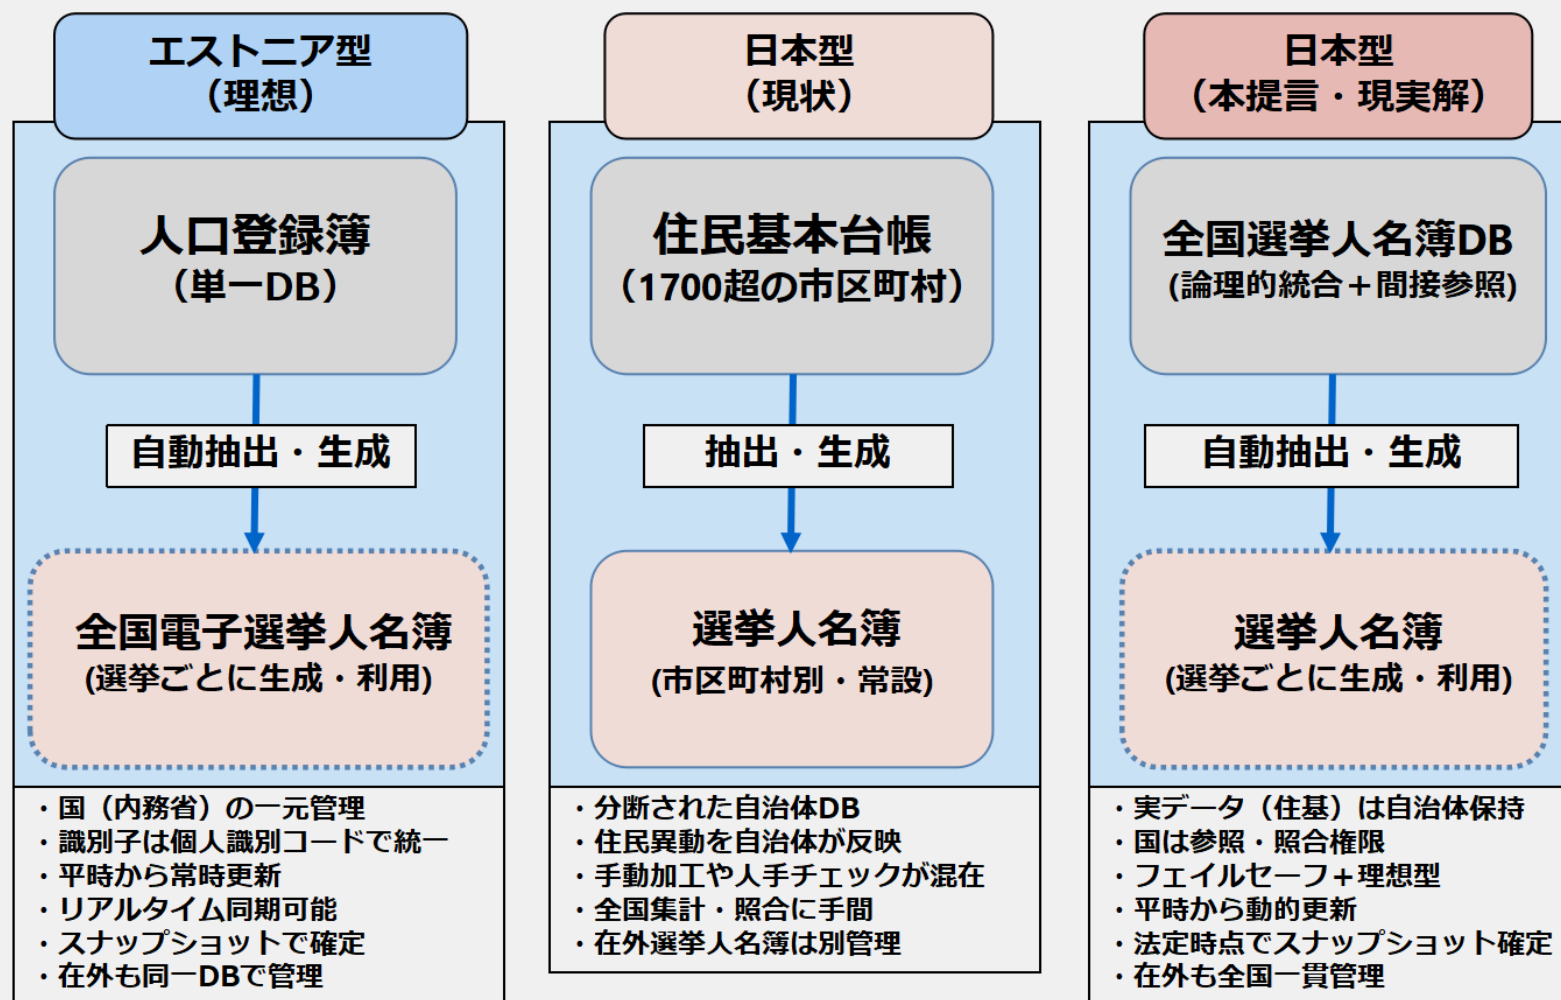 エストニア型
（理想）
人口登録簿
（単一DB）
自動抽出・生成
全国電子選挙人名簿
(選挙ごとに生成・利用)
・国（内務省）の一元管理
・識別子は個人識別コードで統一
・平時から常時更新
・リアルタイム同期可能
・スナップショットで確定
・在外も同一DBで管理
日本型
（現状）
住民基本台帳
（1700超の市区町村）
抽出・生成
選挙人名簿
(市区町村別・常設)
・分断された自治体DB
・住民異動を自治体が反映
・手動加工や人手チェックが混在
・全国集計・照合に手間
・在外選挙人名簿は別管理
日本型
（本提言・現実解）
全国選挙人名簿DB
(論理的統合＋間接参照)
自動抽出・生成
選挙人名簿
(選挙ごとに生成・利用)
・実データ（住基）は自治体保持
・国は参照・照合権限
・フェイルセーフ＋理想型
・平時から動的更新
・法定時点でスナップショット確定
・在外も全国一貫管理